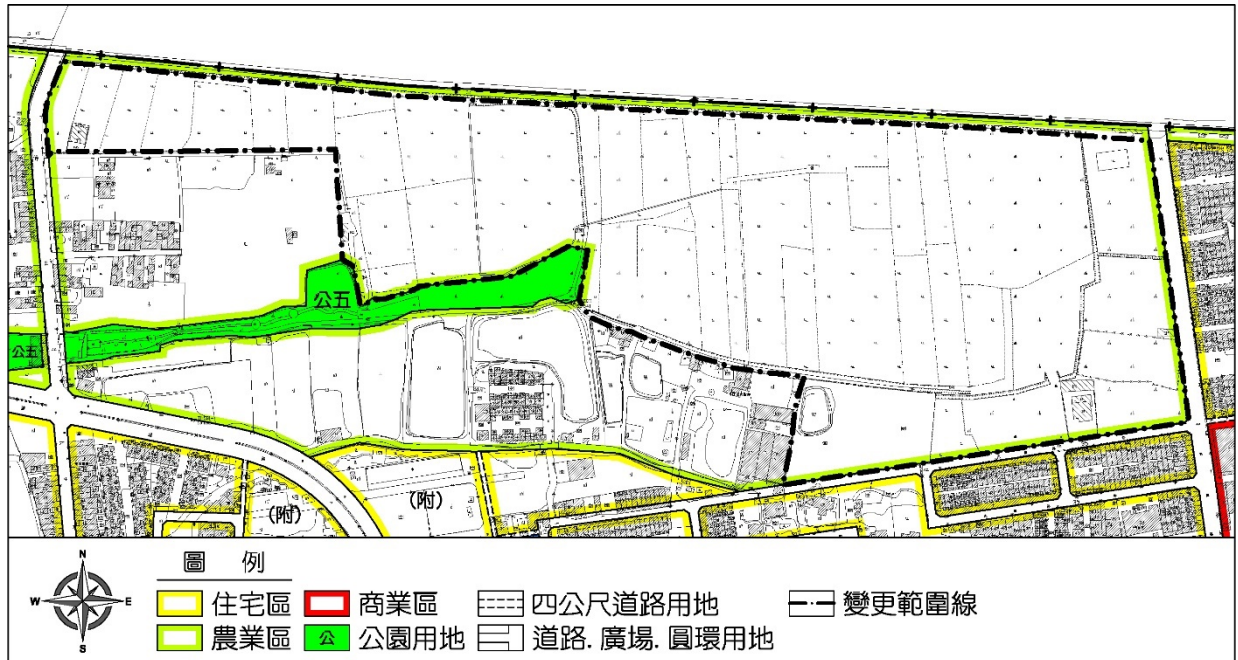 公五
公五
(附)
(附)
N
W
E
S
圖 例
住宅區
商業區
四公尺道路用地
變更範圍線
農業區
公
公園用地
道路. 廣場. 圓環用地